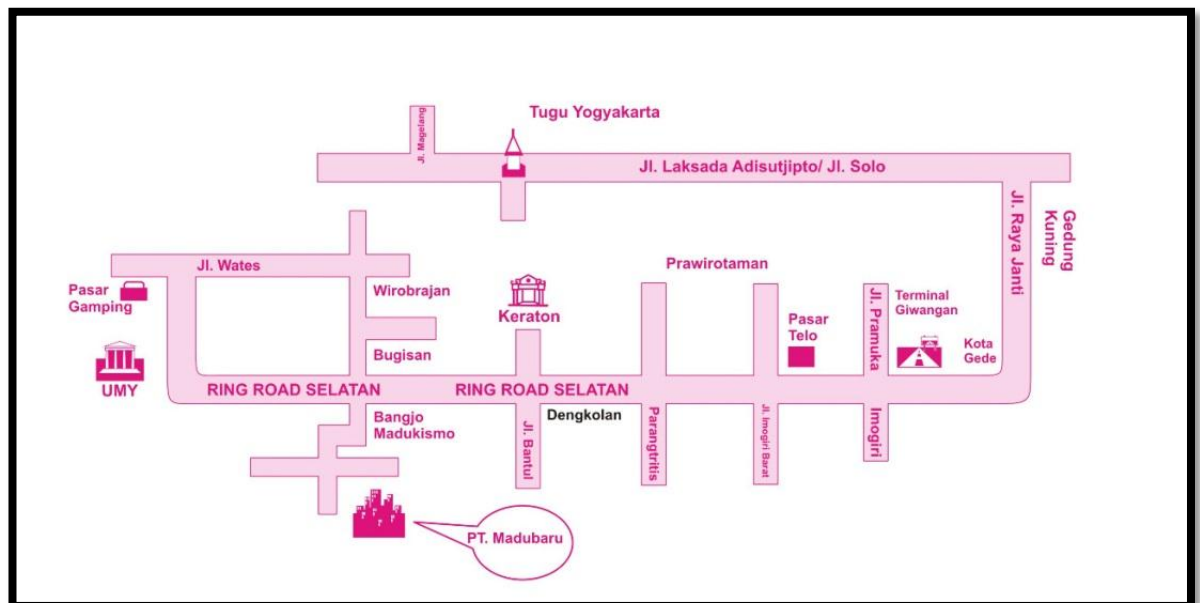 Jl. Magelang
Tugu Yogyakarta
Jl. Laksada Adisutjipto/ Jl. Solo
Jl. Raya Janti
Gedung
Kuning
Jl. Wates
Pasar
Gamping
Wirobrajan
Keraton
Prawirotaman
Jl. Pramuka
Terminal
Giwangan
Pasar
Telo
Kota
Gede
Bugisan
UMY
RING ROAD SELATAN
RING ROAD SELATAN
Bangjo
Madukismo
Jl. Bantul
Dengkolan
Parangtritis
Jl. Imogiri Barat
Imogiri
PT. Madubaru